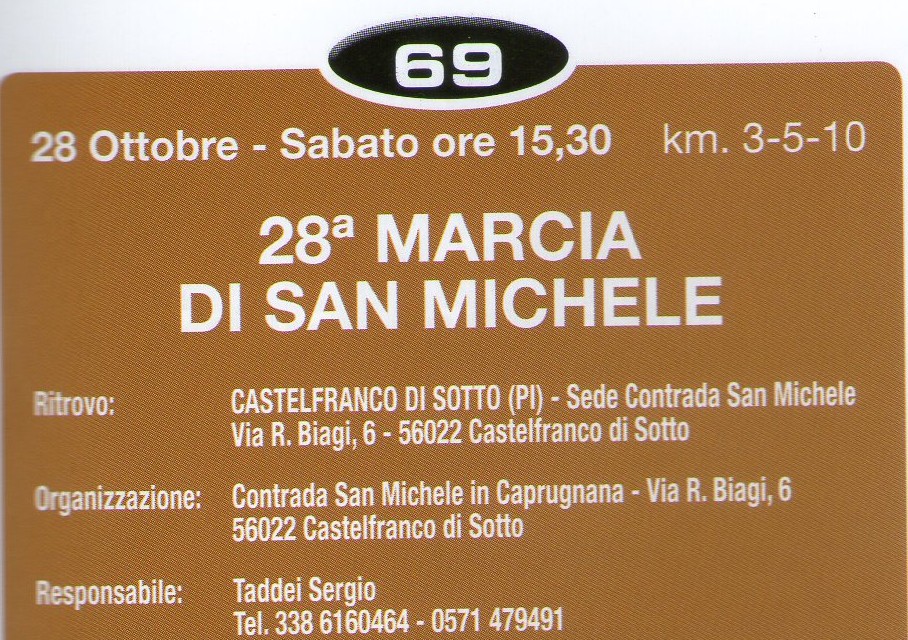 69
28 Ottobre - Sabato ore 15,30 km. 3-5-10
28ª MARCIA
DI SAN MICHELE
Ritrovo: CASTELFRANCO DI SOTTO (PI) - Sede Contrada San Michele
Via R. Biagi, 6 - 56022 Castelfranco di Sotto
Organizzazione: Contrada San Michele in Caprugnana - Via R. Biagi, 6
56022 Castelfranco di Sotto
Responsabile: Taddei Sergio
Tel. 338 6160464 - 0571 479491